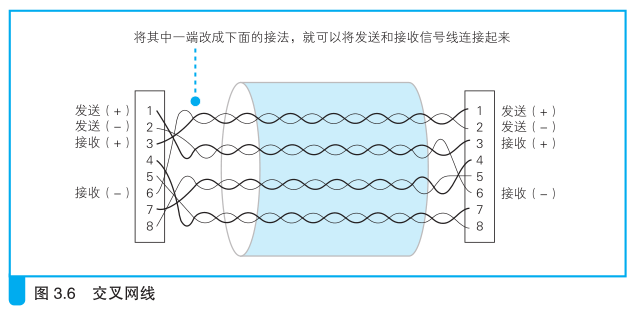 将其中一端改成下面的接法，就可以将发送和接收信号线连接起来
发送（+） 1 1 发送（+）
发送（-） 2 2 发送（-）
接收（+） 3 3 接收（+）
4 4
5 5
接收（-） 6 6 接收（-）
7 7
8 8
图 3.6 交叉网线